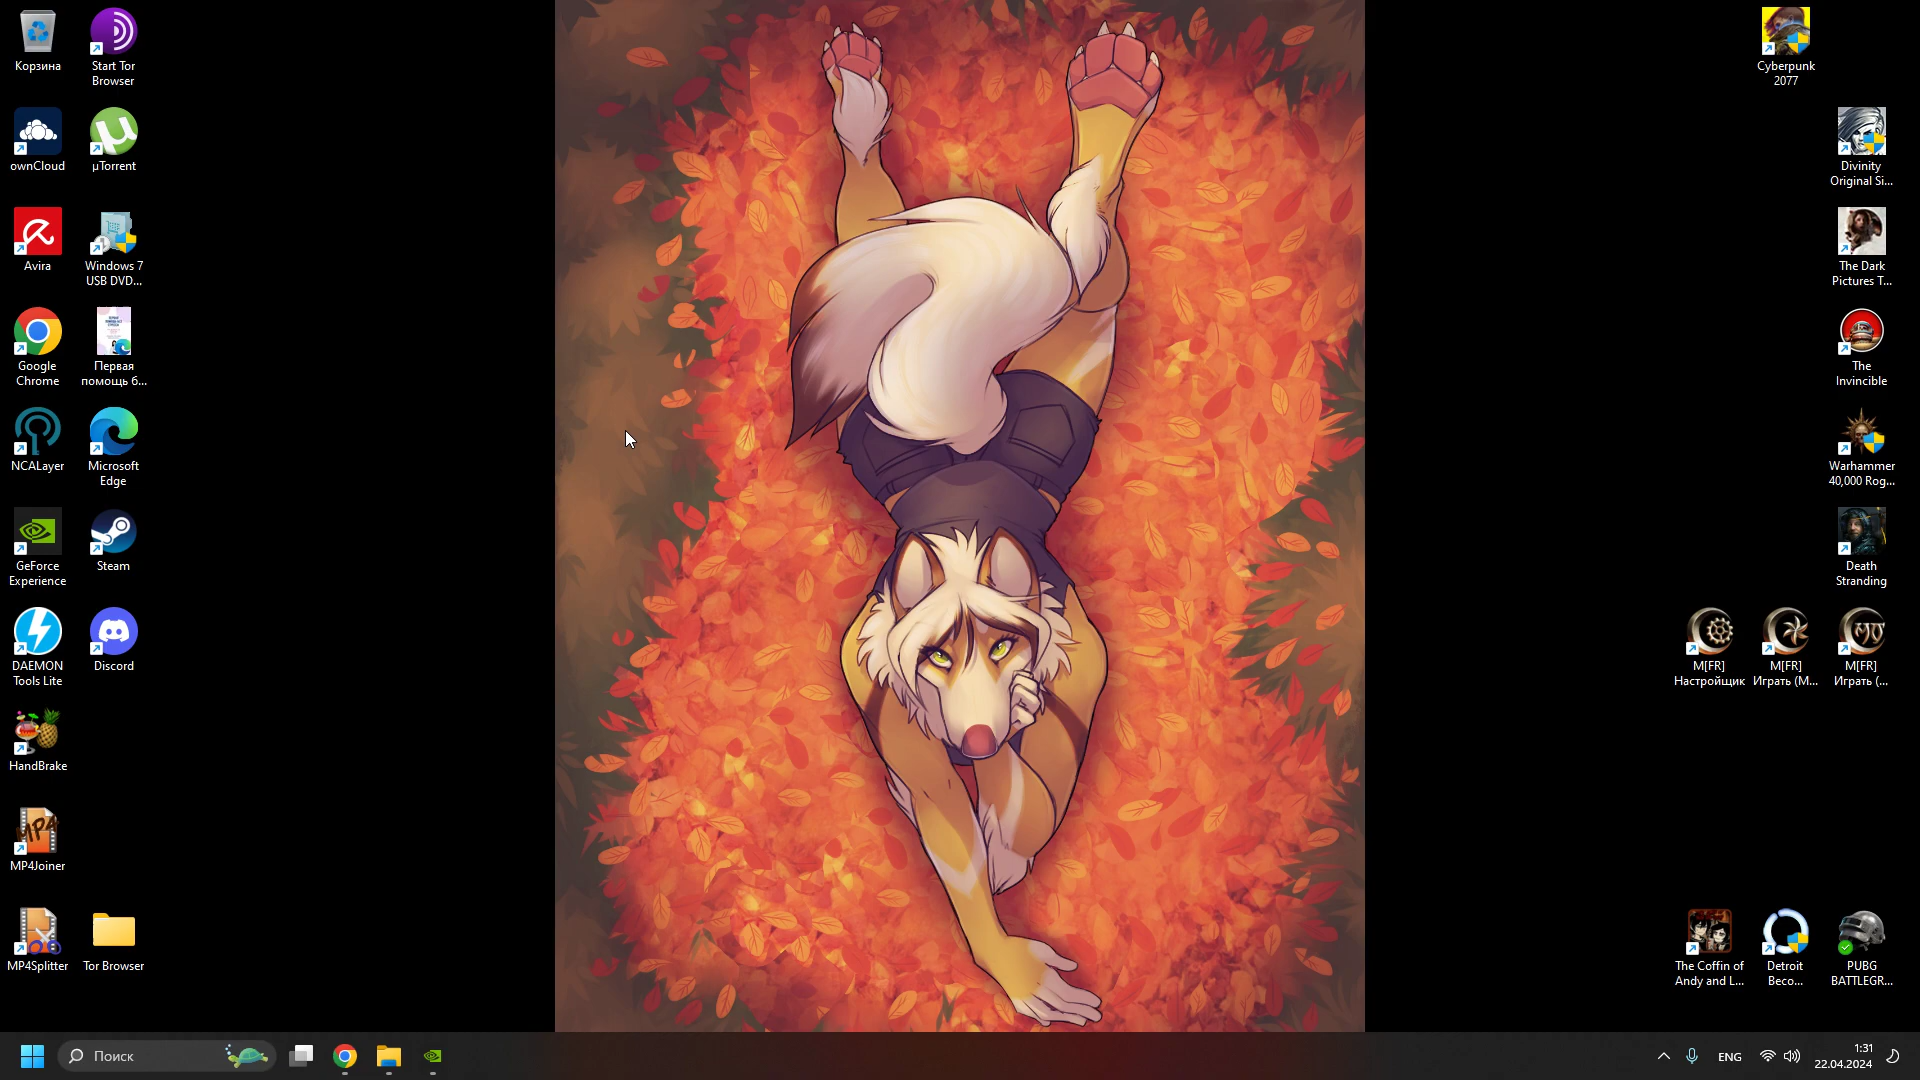 Корзина
Start Tor
Browser
ownCloud
µTorrent
Avira
Windows 7
USB DVD...
Google
Chrome
Первая
помощь б...
NCALayer
Microsoft
Edge
GeForce
Experience
Steam
DAEMON
Tools Lite
Discord
HandBrake
MP4
MP4Joiner
MP4Splitter
Tor Browser
Cyberpunk
2077
Divinity
Original Si...
The Dark
Pictures T...
The
Invincible
Warhammer
40,000 Rog...
Death
Stranding
M[FR]
Настройщик
M[FR]
Играть (M...
M[FR]
Играть (...
The Coffin of
Andy and L...
Detroit
Beco...
PUBG
BATTLEGR...
Поиск
ENG
1:31
22.04.2024